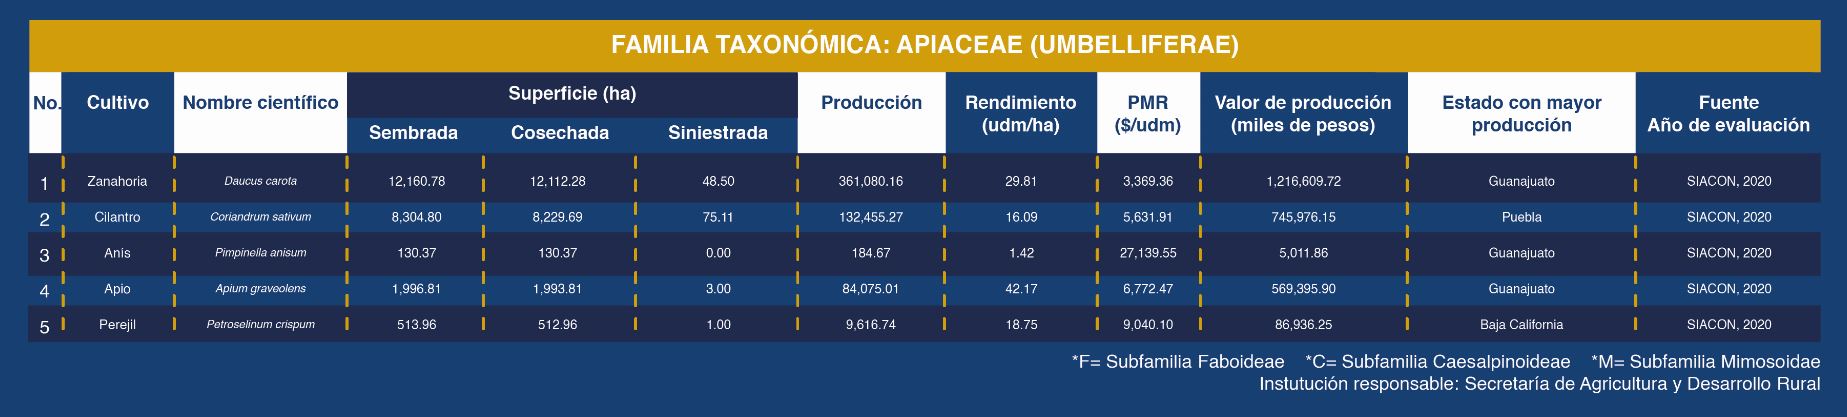 FAMILIA TAXONÓMICA: APIACEAE (UMBELLIFERAE)
No. Cultivo Nombre científico Superficie (ha) Producción Rendimiento (udm/ha) PMR ($/udm) Valor de producción (miles de pesos) Estado con mayor producción Fuente Año de evaluación
Sembrada Cosechada Siniestrada
1 Zanahoria Daucus carota 12,160.78 12,112.28 48.50 361,080.16 29.81 3,369.36 1,216,609.72 Guanajuato SIACON, 2020
2 Cilantro Coriandrum sativum 8,304.80 8,229.69 75.11 132,455.27 16.09 5,631.91 745,976.15 Puebla SIACON, 2020
3 Anis Pimpinella anisum 130.37 130.37 0.00 184.67 1.42 27,139.55 5,011.86 Guanajuato SIACON, 2020
4 Apio Apium graveolens 1,996.81 1,993.81 3.00 84,075.01 42.17 6,772.47 569,395.90 Guanajuato SIACON, 2020
5 Perejil Petroselinum crispum 513.96 512.96 1.00 9,616.74 18.75 9,040.10 86,936.25 Baja California SIACON, 2020
*F= Subfamilia Faboideae *C= Subfamilia Caesalpinoideae *M= Subfamilia Mimosoidae
Instutución responsable: Secretaría de Agricultura y Desarrollo Rural